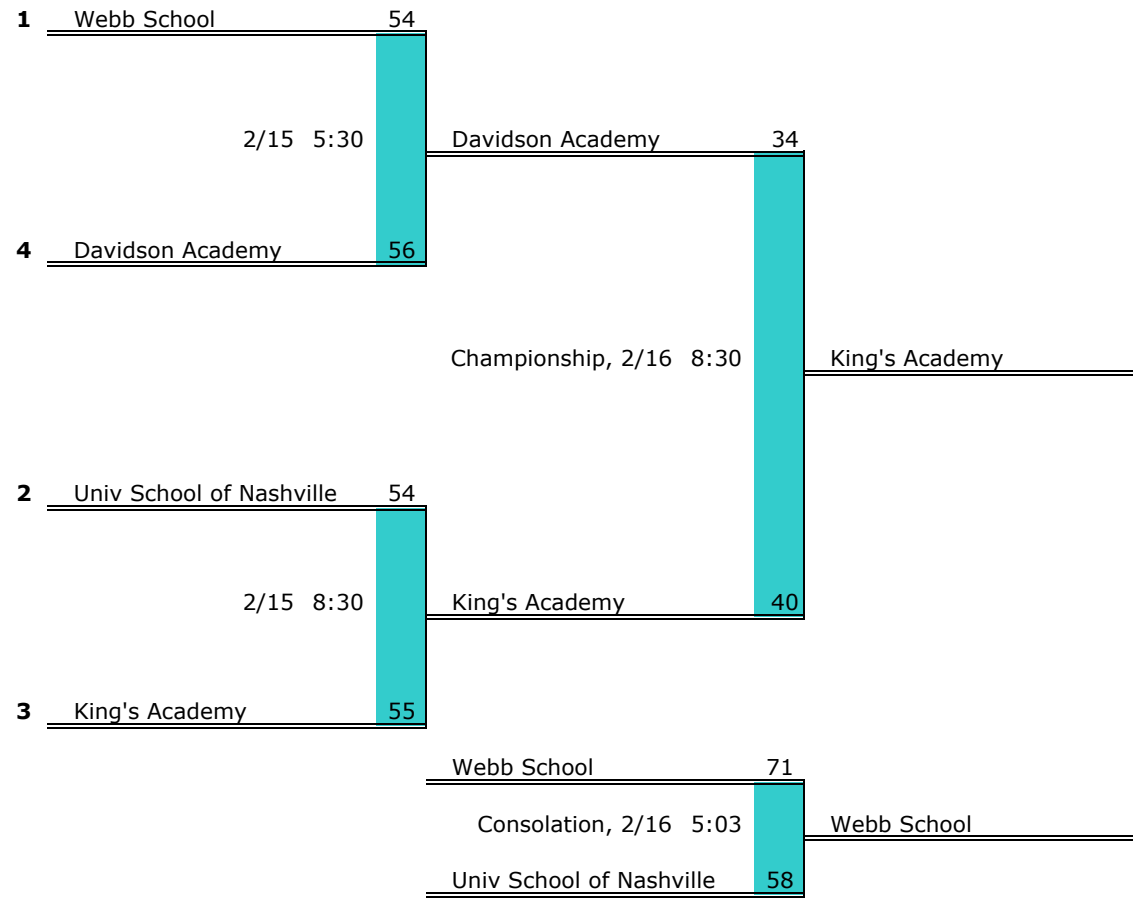 1 Webb School 54
2/15 5:30 Davidson Academy 34
4 Davidson Academy 56
Championship, 2/16 8:30 King's Academy
2 Univ School of Nashville 54
2/15 8:30 King's Academy 40
3 King's Academy 55
Webb School 71
Consolation, 2/16 5:03 Webb School
Univ School of Nashville 58